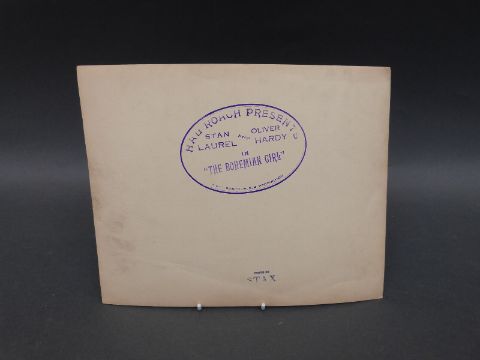 HAL ROACH PRESENTS
STAN AND OLIVER
LAUREL HARDY
IN
"THE BOHEMIAN GIRL"
STAX